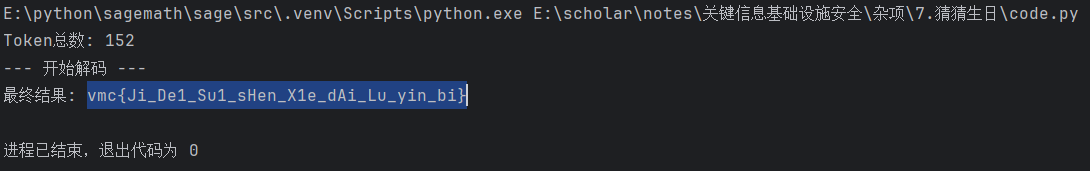 E:\python\sagemath\sage\src\.venv\Scripts\python.exe E:\scholar\notes\关键信息基础设施安全\杂项\7.猜猜生日\code.py
Token总数: 152
--- 开始解码 ---
最终结果: vmc{Ji_De1_Su1_sHen_X1e_dAi_Lu_yin_bi}
进程已结束，退出代码为 0